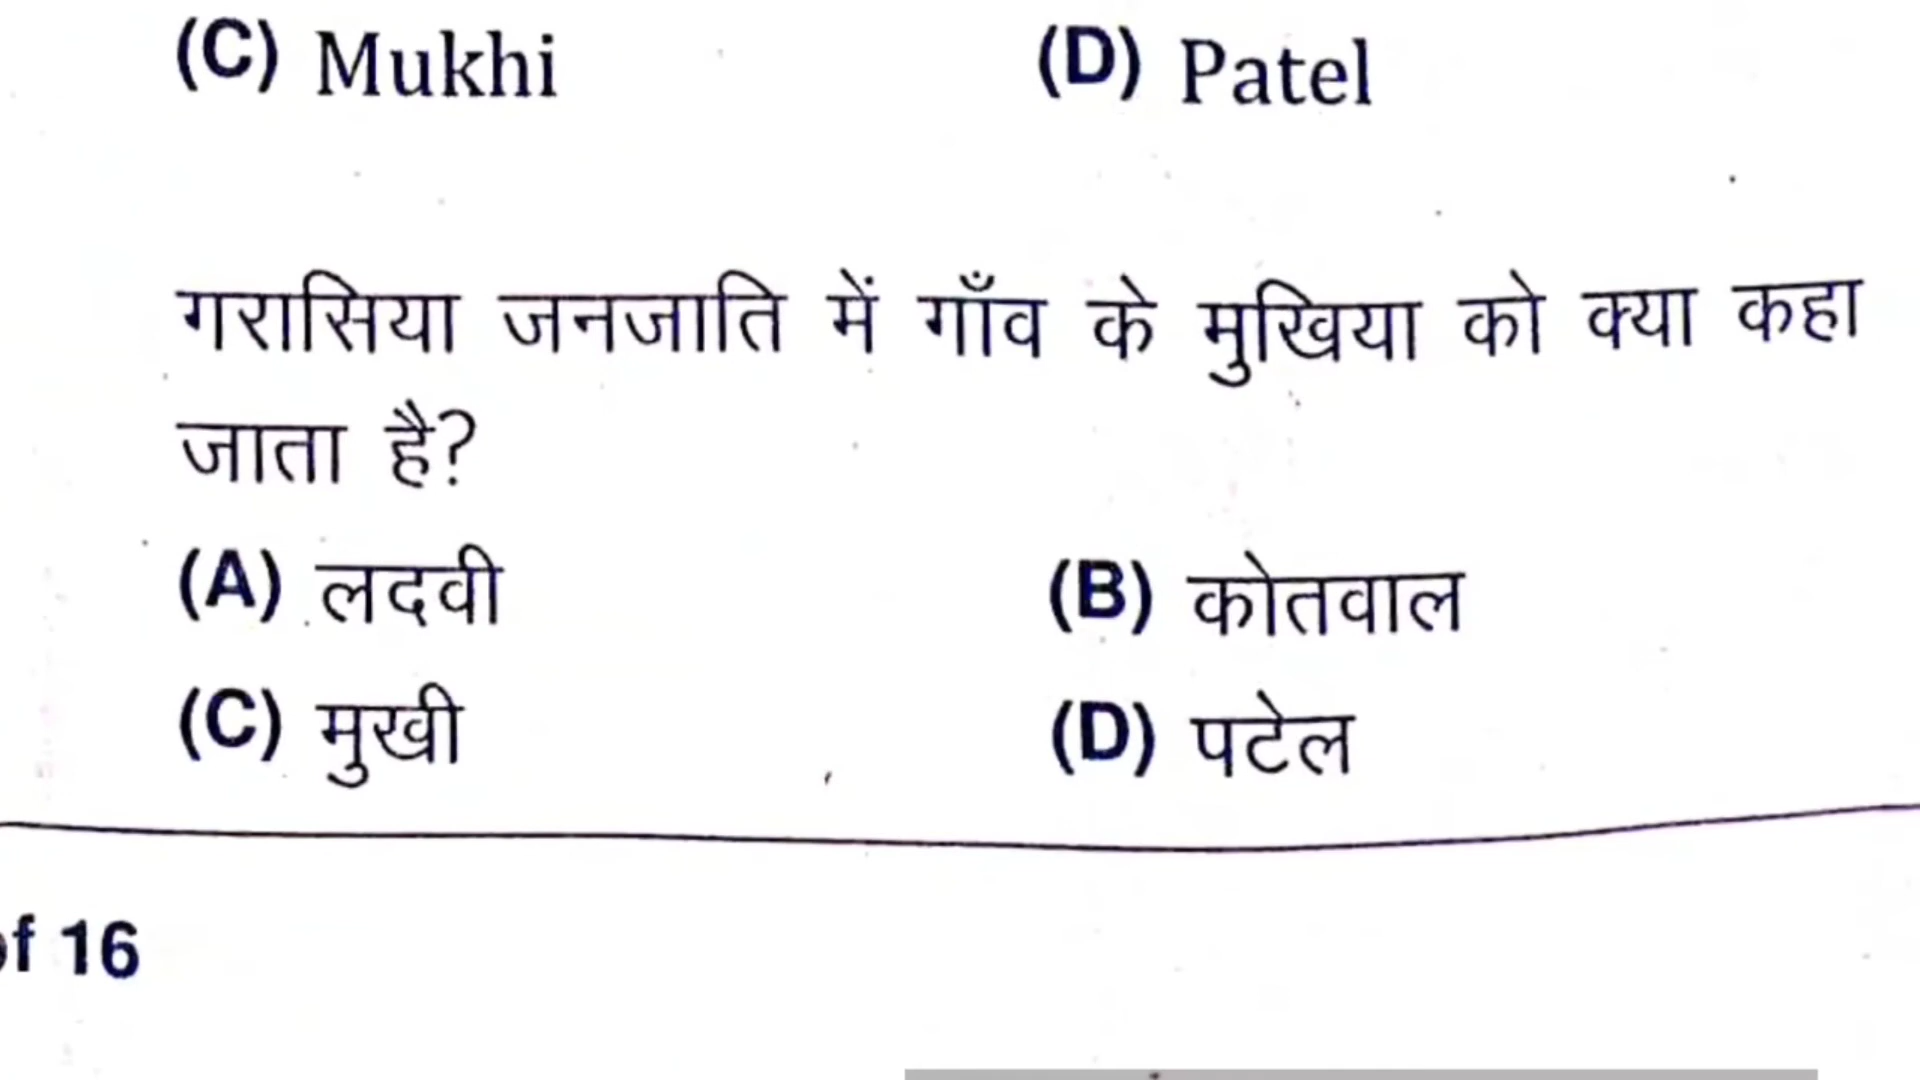 (C) Mukhi (D) Patel
गरासिया जनजाति में गाँव के मुखिया को क्या कहा
जाता है?
(A) लदवी (B) कोतवाल
(C) मुखी (D) पटेल
of 16